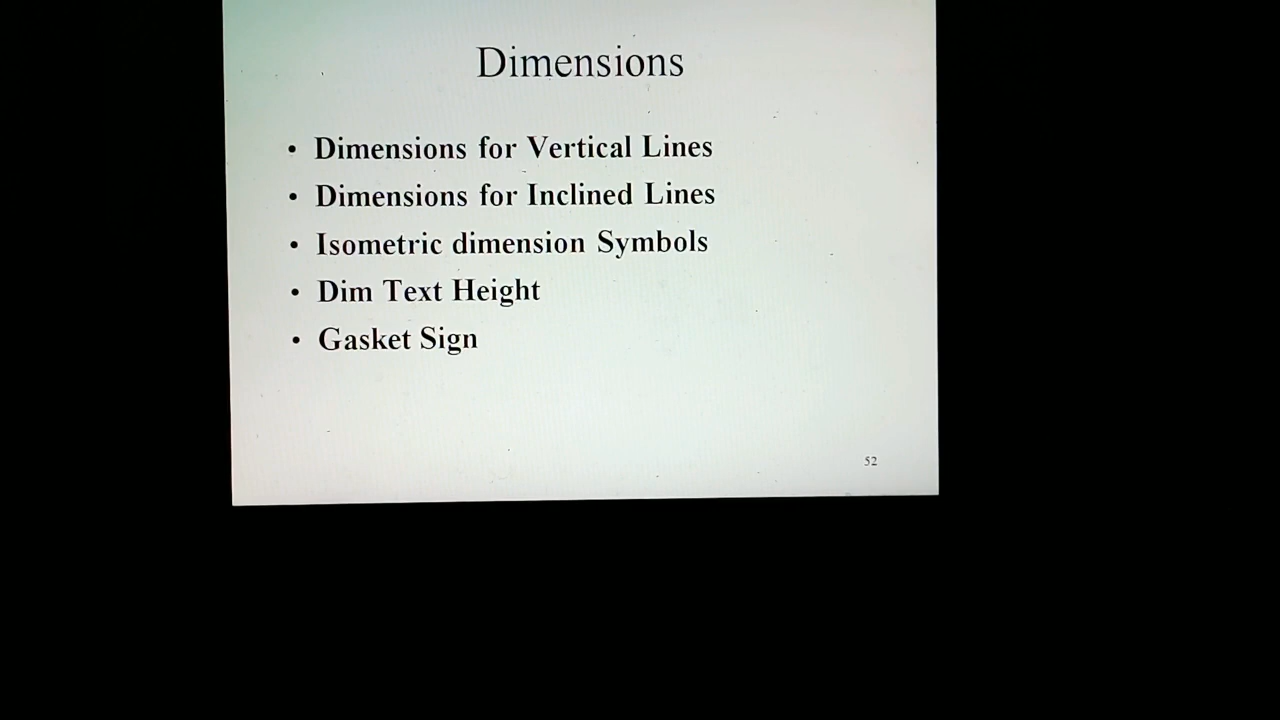 Dimensions
• Dimensions for Vertical Lines
• Dimensions for Inclined Lines
• Isometric dimension Symbols
• Dim Text Height
• Gasket Sign
52